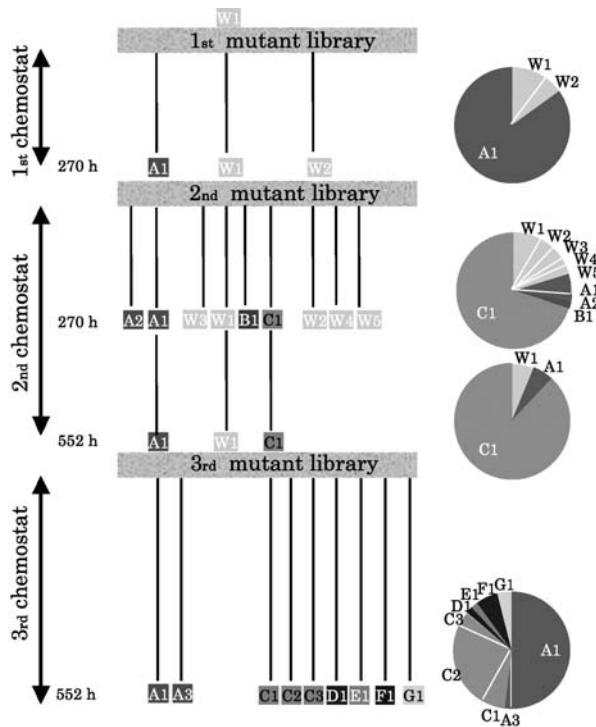 W1
1st mutant library
1st chemostat
270 h
A1 W1 W2
W1
W2
A1
2nd mutant library
2nd chemostat
270 h
A2 A1 W3 W1 B1 C1 W2 W4 W5
W1
W2
W3
W4
W5
A1
A2
B1
C1
552 h
A1 W1 C1
W1
A1
C1
3rd mutant library
3rd chemostat
552 h
A1 A3 C1 C2 C3 D1 E1 F1 G1
G1
F1
E1
D1
C3
C2
C1
A3
A1